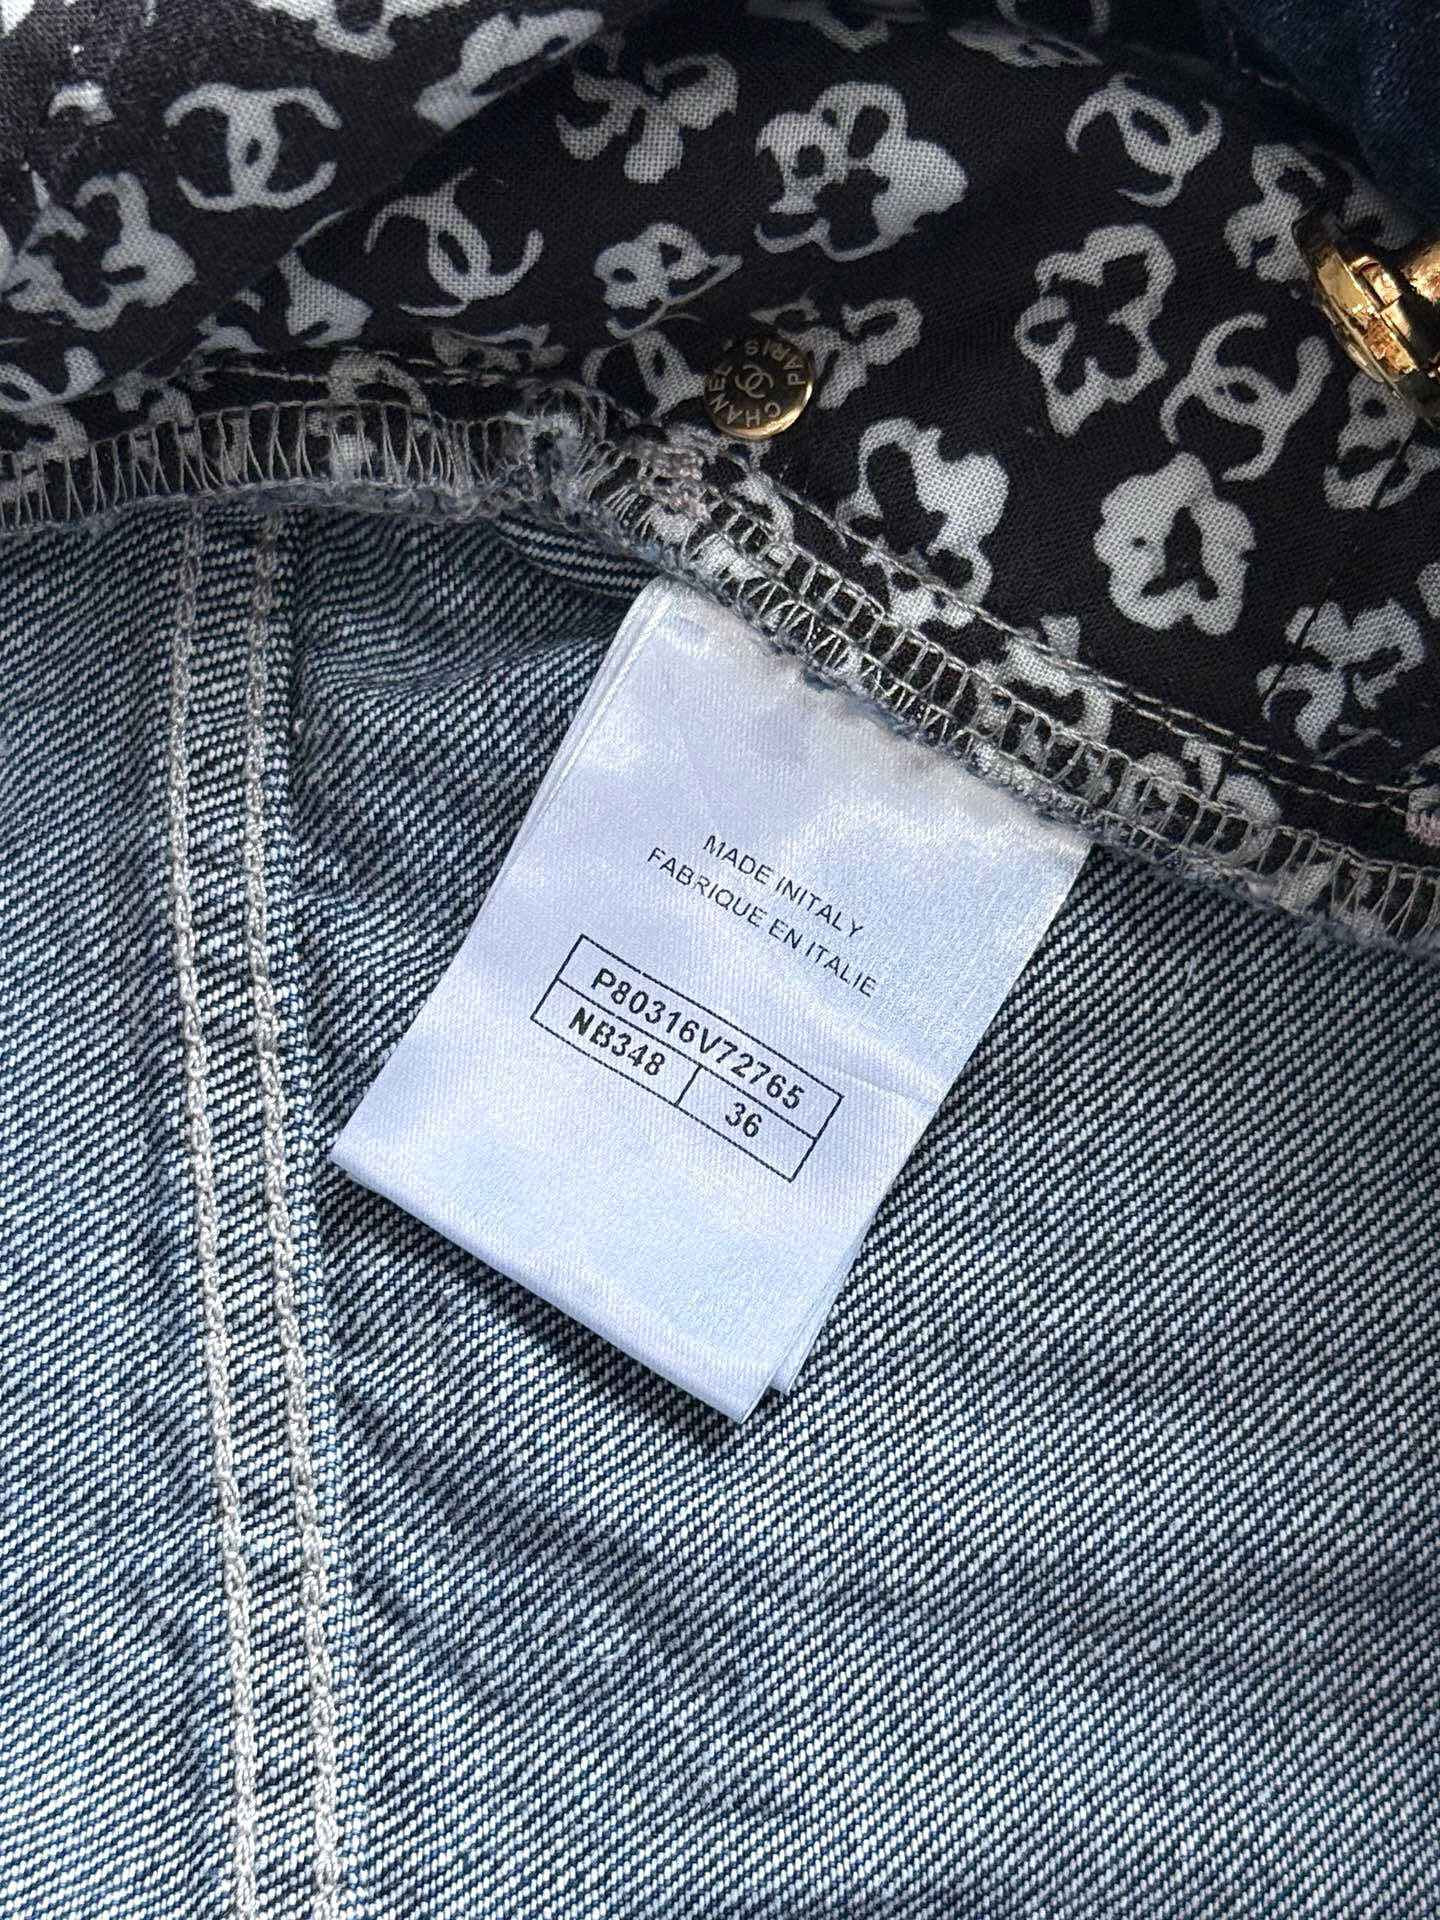 CHANEL
PARIS
MADE INITALY
FABRIQUE EN ITALIE
P80316V72765
NB348
36